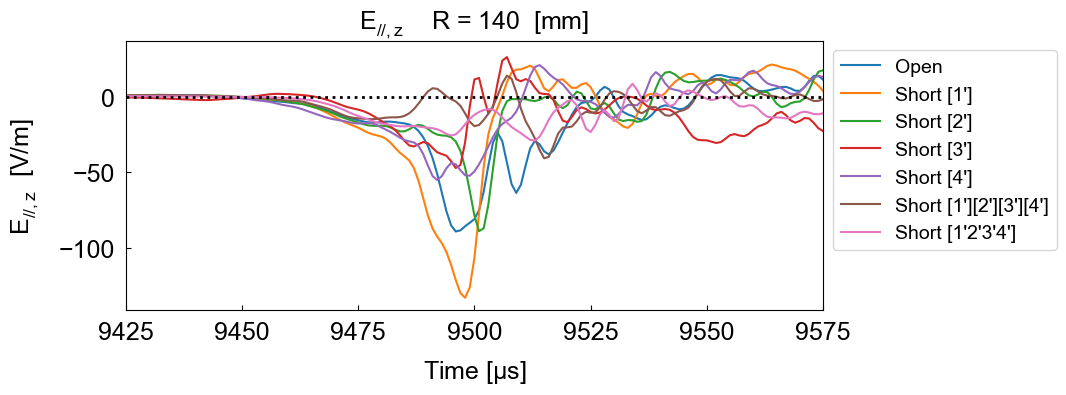 E//, z R = 140 [mm]
E//, z [V/m]
0
−50
−100
9425 9450 9475 9500 9525 9550 9575
Time [µs]
Open
Short [1']
Short [2']
Short [3']
Short [4']
Short [1'][2'][3'][4']
Short [1'2'3'4']